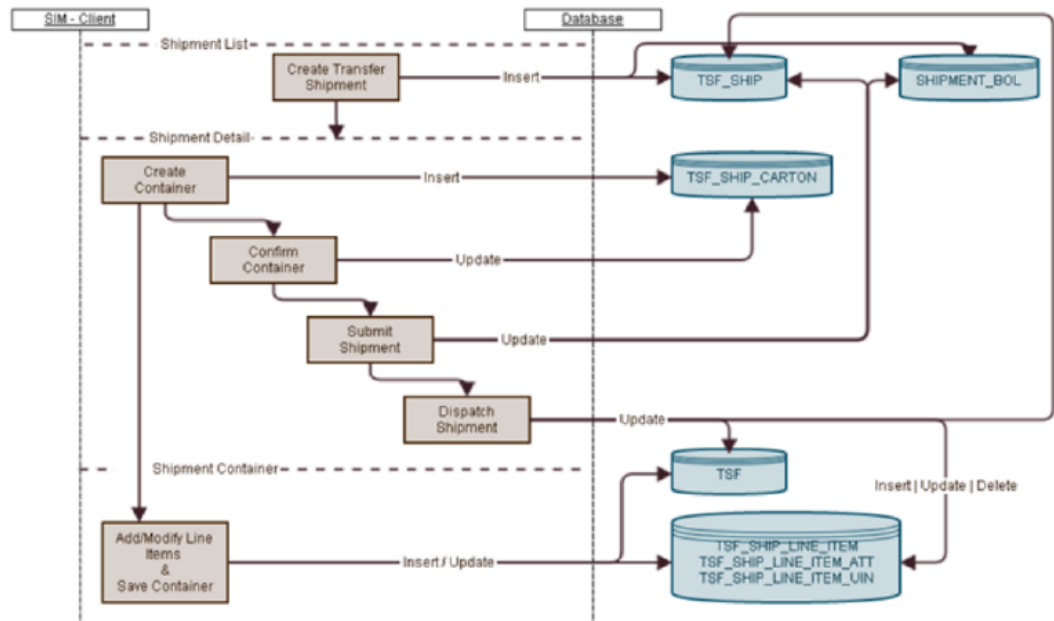 SIM - Client
Database
Shipment List
Create Transfer
Shipment
Insert
TSF_SHIP
SHIPMENT_BOL
Shipment Detail
Create
Container
Insert
TSF_SHIP_CARTON
Confirm
Container
Update
Submit
Shipment
Update
Dispatch
Shipment
Update
Shipment Container
TSF
Insert | Update | Delete
Add/Modify Line
Items
&
Save Container
Insert / Update
TSF_SHIP_LINE_ITEM
TSF_SHIP_LINE_ITEM_ATT
TSF_SHIP_LINE_ITEM_UIN